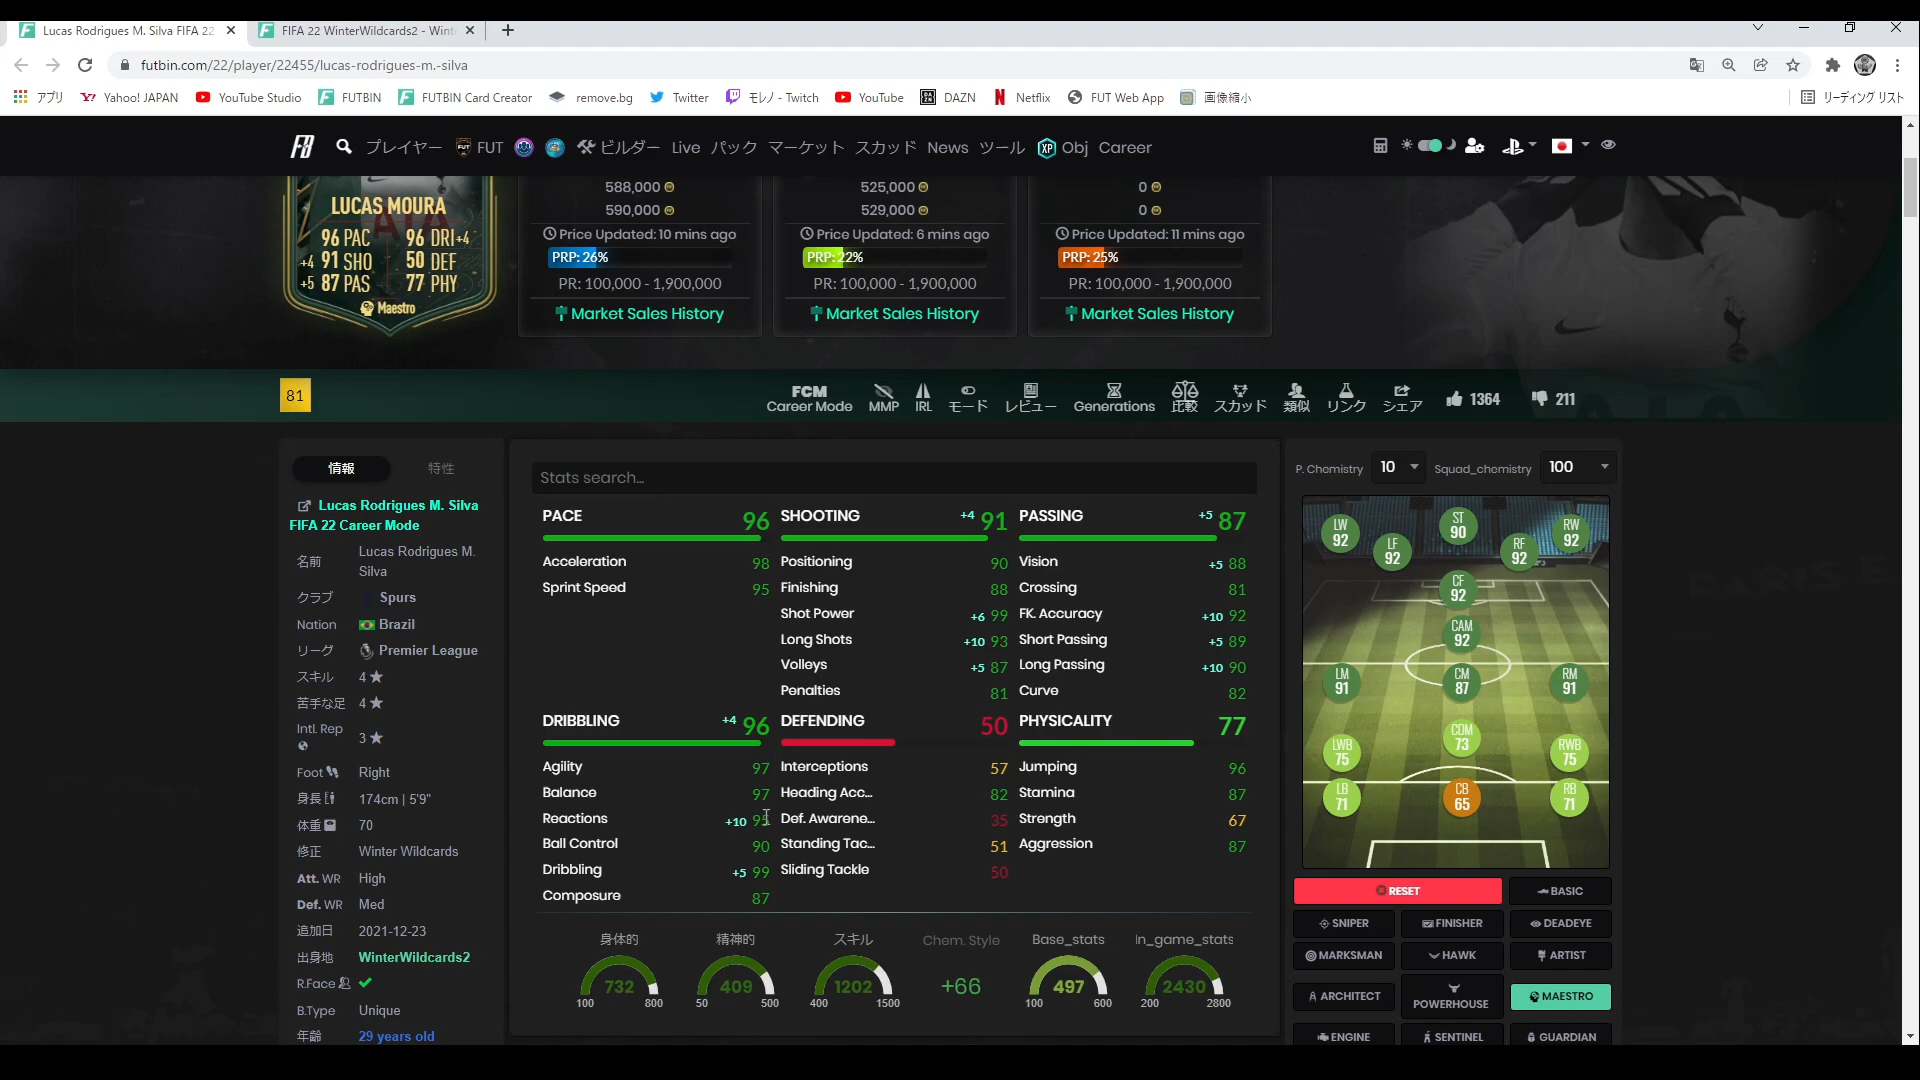 Lucas Rodrigues M. Silva FIFA 22
FIFA 22 WinterWildcards2 - Wint
futbin.com/22/player/22455/lucas-rodrigues-m.-silva
アプリ Yahoo! JAPAN YouTube Studio FUTBIN FUTBIN Card Creator remove.bg Twitter モレノ - Twitch YouTube DAZN Netflix FUT Web App 画像縮小 リーディング リスト
プレイヤー FUT ビルダー Live パック マーケット スカッド News ツール XP Obj Career
LUCAS MOURA
96 PAC 96 DRI+4
+4 91 SHO 50 DEF
+5 87 PAS 77 PHY
Maestro
588,000
590,000
Price Updated: 10 mins ago
PRP: 26%
PR: 100,000 - 1,900,000
Market Sales History
525,000
529,000
Price Updated: 6 mins ago
PRP: 22%
PR: 100,000 - 1,900,000
Market Sales History
0
0
Price Updated: 11 mins ago
PRP: 25%
PR: 100,000 - 1,900,000
Market Sales History
81
FCM
Career Mode MMP IRL モード レビュー Generations 比較 スカッド 類似 リンク シェア 1364 211
情報 特性
Lucas Rodrigues M. Silva
FIFA 22 Career Mode
名前 Lucas Rodrigues M.
Silva
クラブ Spurs
Nation Brazil
リーグ Premier League
スキル 4
苦手な足 4
Intl. Rep 3
Foot Right
身長 174cm | 5'9"
体重 70
修正 Winter Wildcards
Att. WR High
Def. WR Med
追加日 2021-12-23
出身地 WinterWildcards2
R.Face
B.Type Unique
年齢 29 years old
Stats search...
PACE 96
Acceleration 98
Sprint Speed 95
SHOOTING +4 91
Positioning 90
Finishing 88
Shot Power +6 99
Long Shots +10 93
Volleys +5 87
Penalties 81
PASSING +5 87
Vision +5 88
Crossing 81
FK. Accuracy +10 92
Short Passing +5 89
Long Passing +10 90
Curve 82
DRIBBLING +4 96
Agility 97
Balance 97
Reactions +10 95
Ball Control 90
Dribbling +5 99
Composure 87
DEFENDING 50
Interceptions 57
Heading Acc... 82
Def. Awarene... 35
Standing Tac... 51
Sliding Tackle 50
PHYSICALITY 77
Jumping 96
Stamina 87
Strength 67
Aggression 87
身体的 精神的 スキル Chem. Style Base_stats In_game_stats
732 409 1202 +66 497 2430
100 800 50 500 400 1500 100 600 200 2800
P. Chemistry 10 Squad_chemistry 100
LW
92
ST
90
RW
92
LF
92
RF
92
CF
92
CAM
92
LM
91
CM
87
RM
91
CDM
73
LWB
75
RWB
75
LB
71
CB
65
RB
71
RESET BASIC
SNIPER FINISHER DEADEYE
MARKSMAN HAWK ARTIST
ARCHITECT POWERHOUSE MAESTRO
ENGINE SENTINEL GUARDIAN